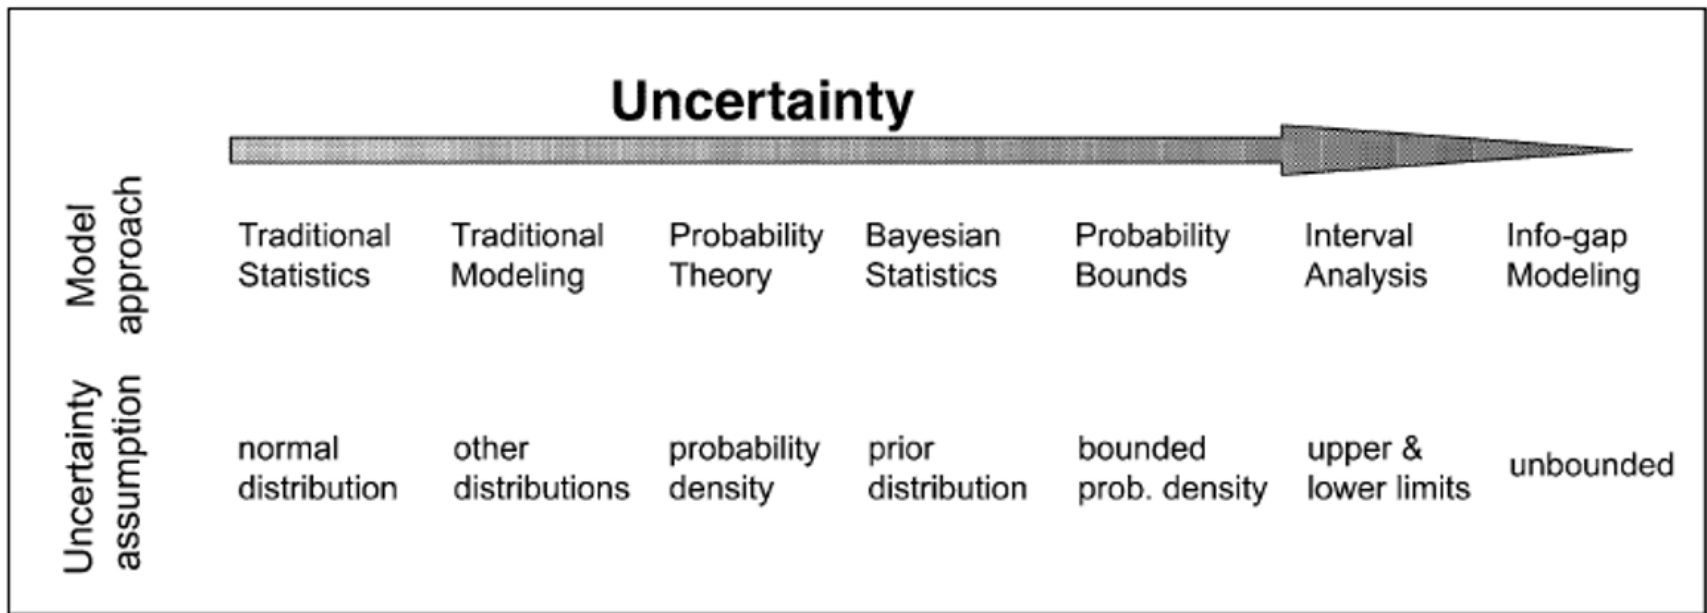 Uncertainty
Model
approach
Traditional
Statistics
Traditional
Modeling
Probability
Theory
Bayesian
Statistics
Probability
Bounds
Interval
Analysis
Info-gap
Modeling
Uncertainty
assumption
normal
distribution
other
distributions
probability
density
prior
distribution
bounded
prob. density
upper &
lower limits
unbounded